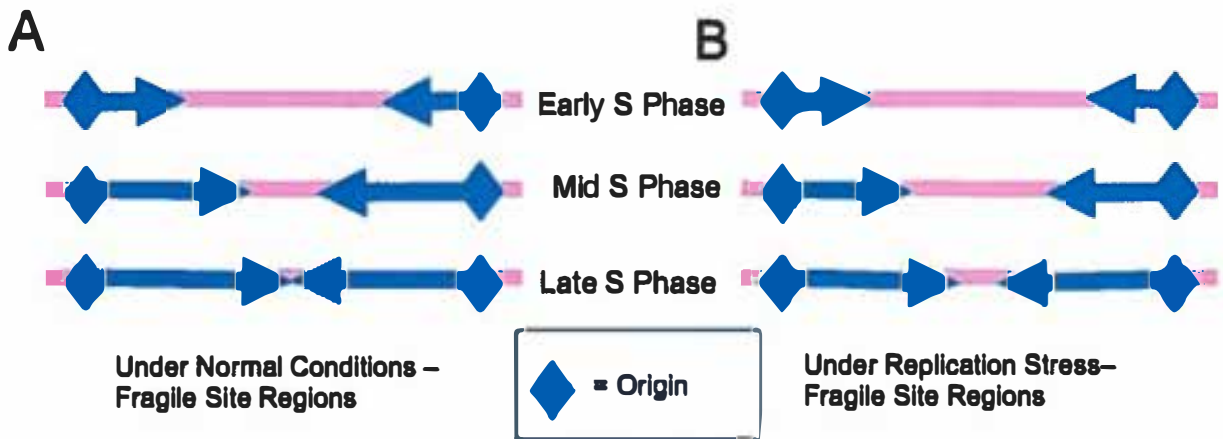 A
B
Early S Phase
Mid S Phase
Late S Phase
Under Normal Conditions –
Fragile Site Regions
= Origin
Under Replication Stress–
Fragile Site Regions